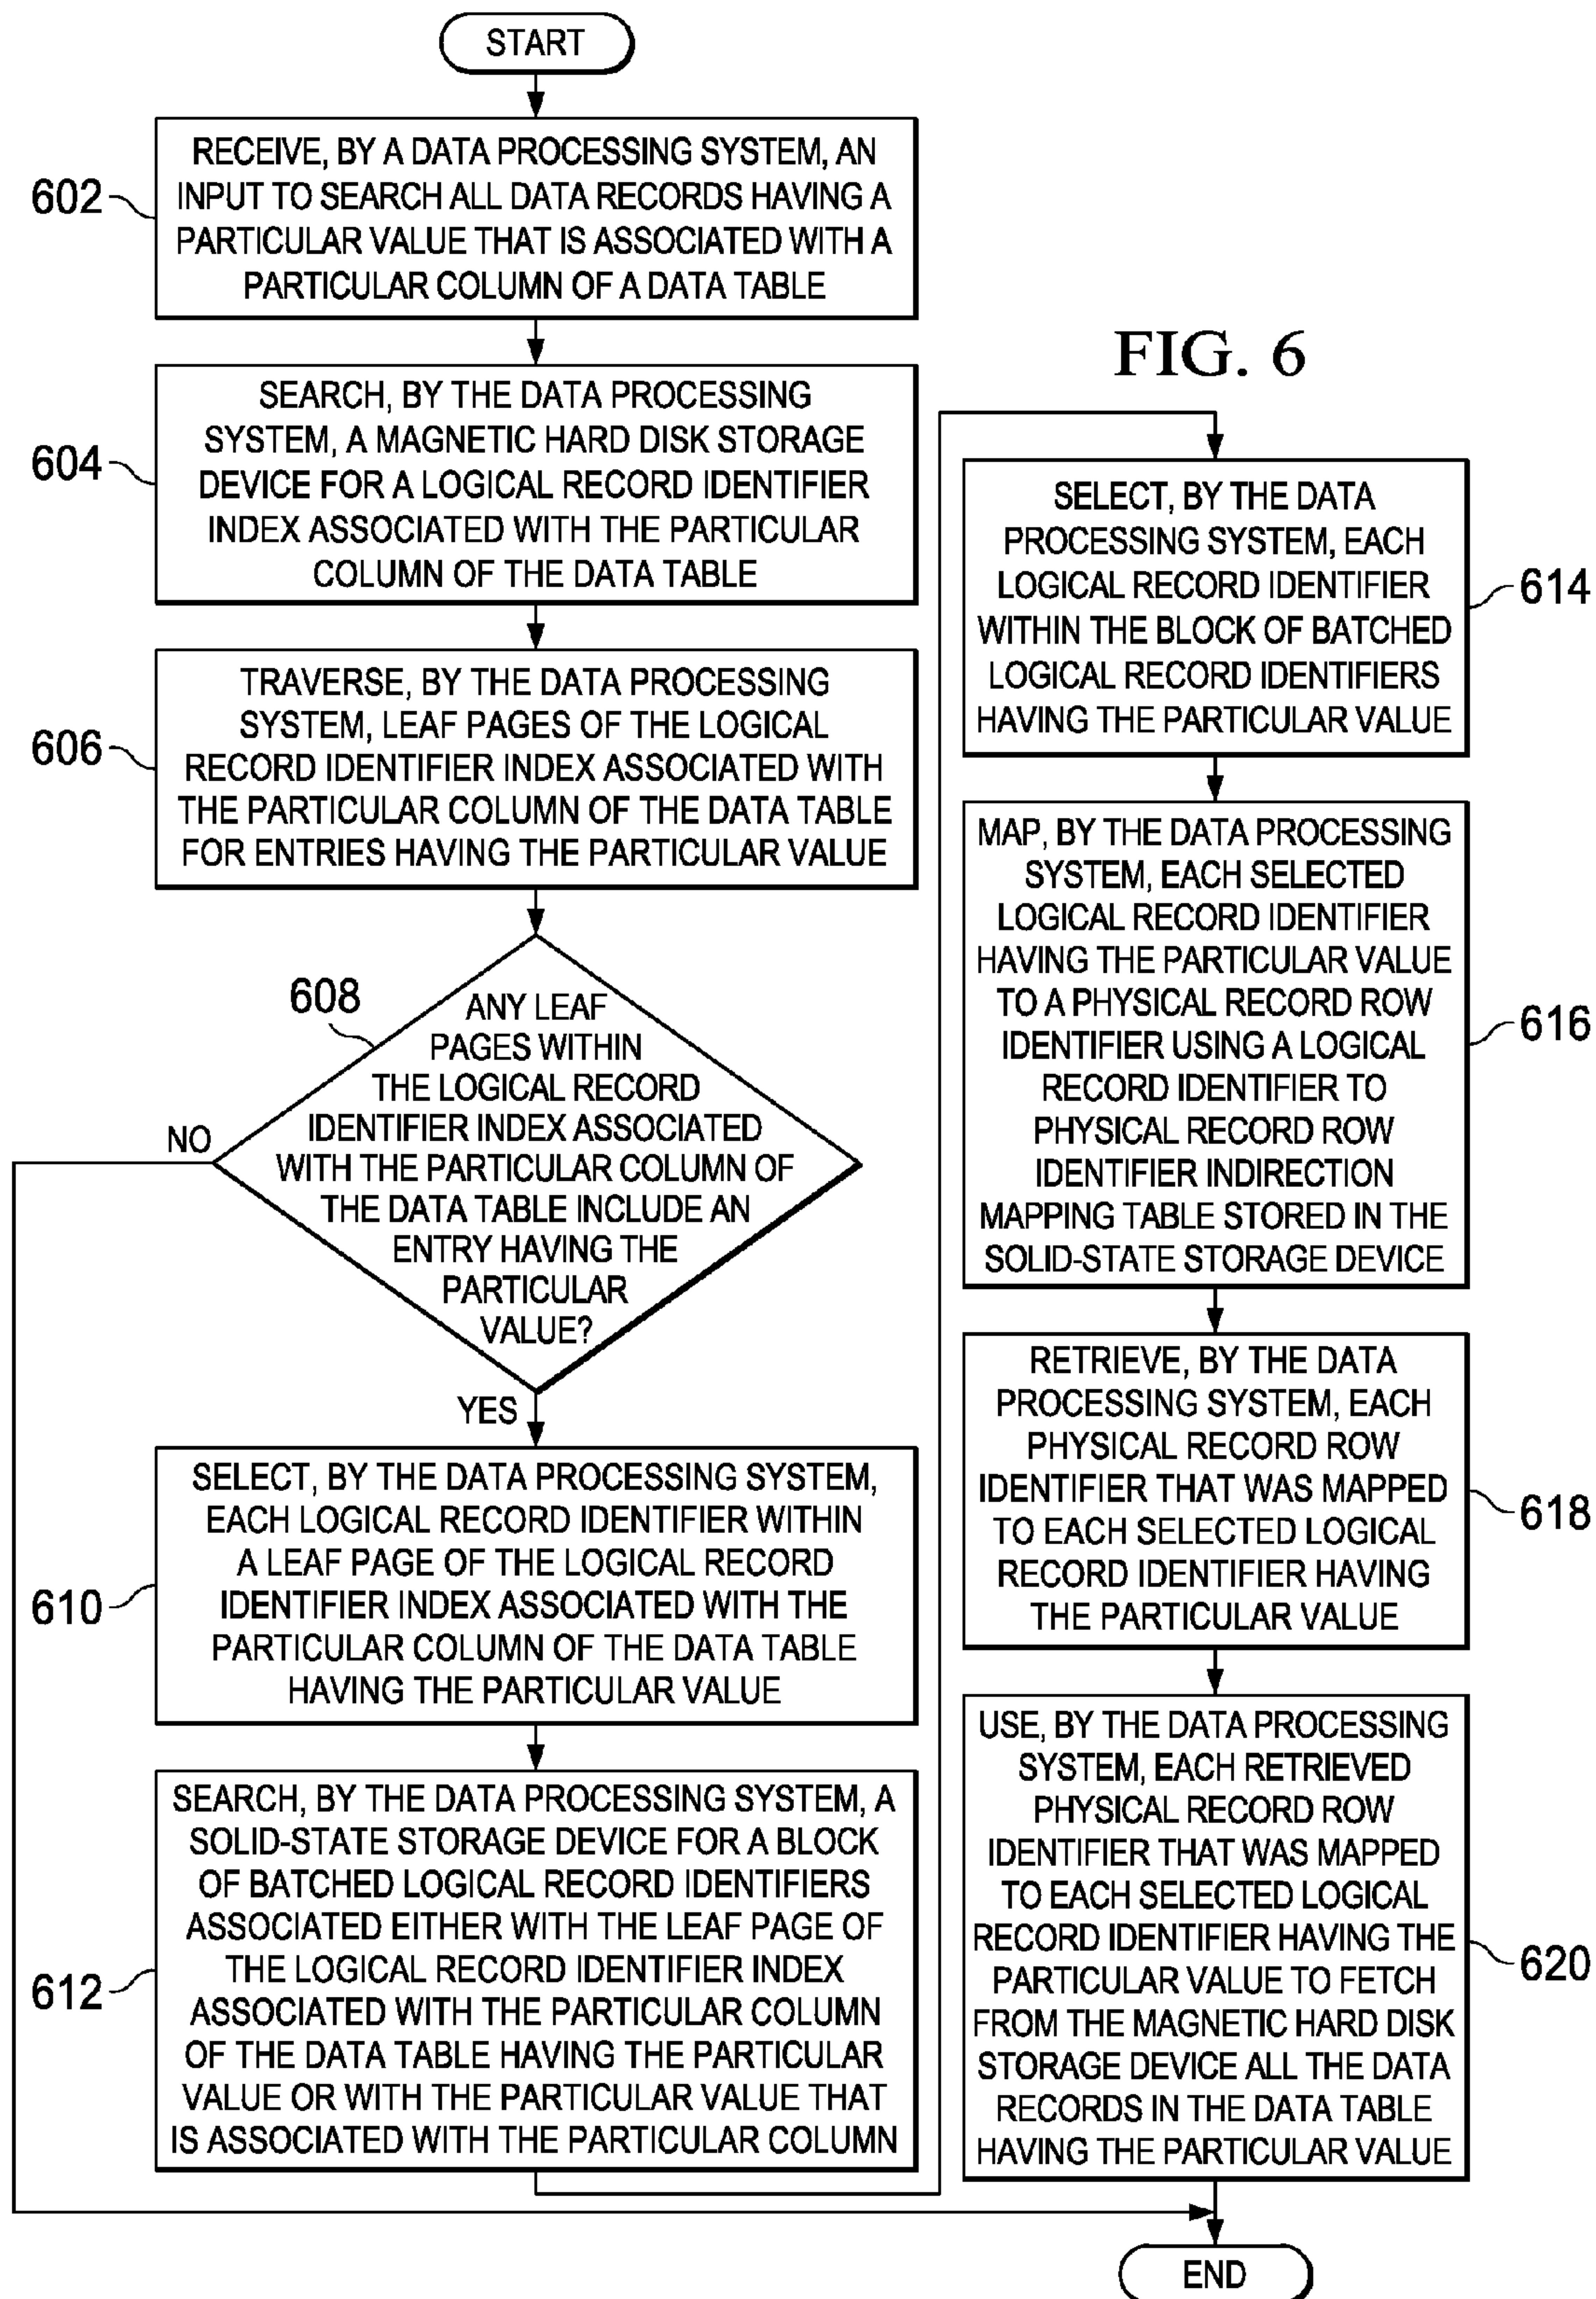 START
602
RECEIVE, BY A DATA PROCESSING SYSTEM, AN
INPUT TO SEARCH ALL DATA RECORDS HAVING A
PARTICULAR VALUE THAT IS ASSOCIATED WITH A
PARTICULAR COLUMN OF A DATA TABLE
604
SEARCH, BY THE DATA PROCESSING
SYSTEM, A MAGNETIC HARD DISK STORAGE
DEVICE FOR A LOGICAL RECORD IDENTIFIER
INDEX ASSOCIATED WITH THE PARTICULAR
COLUMN OF THE DATA TABLE
606
TRAVERSE, BY THE DATA PROCESSING
SYSTEM, LEAF PAGES OF THE LOGICAL
RECORD IDENTIFIER INDEX ASSOCIATED WITH
THE PARTICULAR COLUMN OF THE DATA TABLE
FOR ENTRIES HAVING THE PARTICULAR VALUE
608
ANY LEAF
PAGES WITHIN
THE LOGICAL RECORD
IDENTIFIER INDEX ASSOCIATED
WITH THE PARTICULAR COLUMN OF
THE DATA TABLE INCLUDE AN
ENTRY HAVING THE
PARTICULAR
VALUE?
NO
YES
610
SELECT, BY THE DATA PROCESSING SYSTEM,
EACH LOGICAL RECORD IDENTIFIER WITHIN
A LEAF PAGE OF THE LOGICAL RECORD
IDENTIFIER INDEX ASSOCIATED WITH THE
PARTICULAR COLUMN OF THE DATA TABLE
HAVING THE PARTICULAR VALUE
612
SEARCH, BY THE DATA PROCESSING SYSTEM, A
SOLID-STATE STORAGE DEVICE FOR A BLOCK
OF BATCHED LOGICAL RECORD IDENTIFIERS
ASSOCIATED EITHER WITH THE LEAF PAGE OF
THE LOGICAL RECORD IDENTIFIER INDEX
ASSOCIATED WITH THE PARTICULAR COLUMN
OF THE DATA TABLE HAVING THE PARTICULAR
VALUE OR WITH THE PARTICULAR VALUE THAT
IS ASSOCIATED WITH THE PARTICULAR COLUMN
FIG. 6
SELECT, BY THE DATA
PROCESSING SYSTEM, EACH
LOGICAL RECORD IDENTIFIER
WITHIN THE BLOCK OF BATCHED
LOGICAL RECORD IDENTIFIERS
HAVING THE PARTICULAR VALUE
614
MAP, BY THE DATA PROCESSING
SYSTEM, EACH SELECTED
LOGICAL RECORD IDENTIFIER
HAVING THE PARTICULAR VALUE
TO A PHYSICAL RECORD ROW
IDENTIFIER USING A LOGICAL
RECORD IDENTIFIER TO
PHYSICAL RECORD ROW
IDENTIFIER INDIRECTION
MAPPING TABLE STORED IN THE
SOLID-STATE STORAGE DEVICE
616
RETRIEVE, BY THE DATA
PROCESSING SYSTEM, EACH
PHYSICAL RECORD ROW
IDENTIFIER THAT WAS MAPPED
TO EACH SELECTED LOGICAL
RECORD IDENTIFIER HAVING
THE PARTICULAR VALUE
618
USE, BY THE DATA PROCESSING
SYSTEM, EACH RETRIEVED
PHYSICAL RECORD ROW
IDENTIFIER THAT WAS MAPPED
TO EACH SELECTED LOGICAL
RECORD IDENTIFIER HAVING THE
PARTICULAR VALUE TO FETCH
FROM THE MAGNETIC HARD DISK
STORAGE DEVICE ALL THE DATA
RECORDS IN THE DATA TABLE
HAVING THE PARTICULAR VALUE
620
END